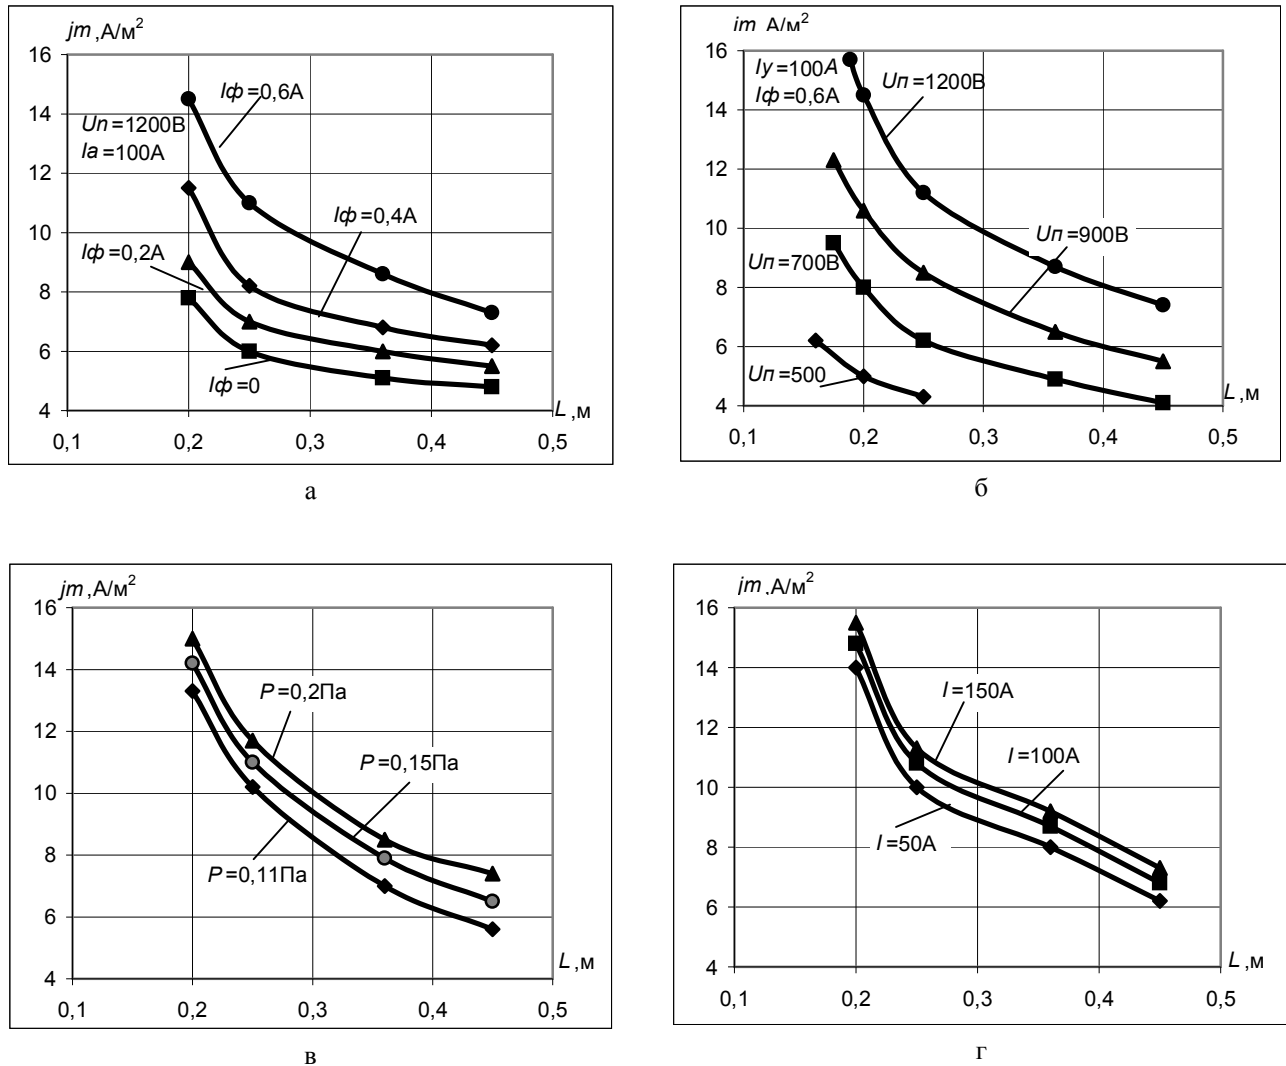 jm ,А/м²
16
14
12
10
8
6
4
0,1
0,2
0,3
0,4
0,5
L ,м
Iф=0,6А
Uп=1200В
Iа=100А
Iф=0,4А
Iф=0,2А
Iф=0
а
jm А/м²
16
14
12
10
8
6
4
0,1
0,2
0,3
0,4
0,5
L ,м
Iу=100А
Iф=0,6А
Uп=1200В
Uп=900В
Uп=700В
Uп=500
б
jm ,А/м²
16
14
12
10
8
6
4
0,1
0,2
0,3
0,4
0,5
L ,м
P=0,2Па
P=0,15Па
P=0,11Па
в
jm ,А/м²
16
14
12
10
8
6
4
0,1
0,2
0,3
0,4
0,5
L ,м
I=150А
I=100А
I=50А
г